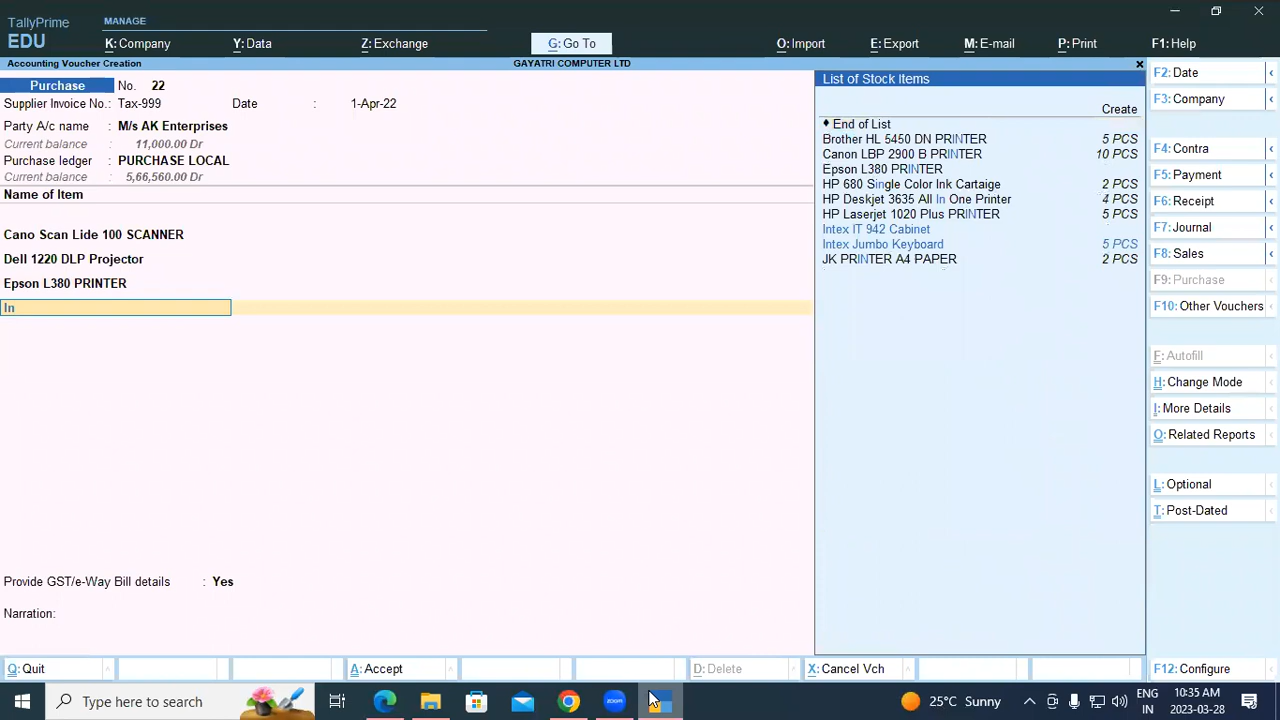 TallyPrime
EDU
MANAGE
K: Company
Y: Data
Z: Exchange
G: Go To
O: Import
E: Export
M: E-mail
P: Print
F1: Help
Accounting Voucher Creation
GAYATRI COMPUTER LTD
Purchase No. 22
Supplier Invoice No.: Tax-999 Date : 1-Apr-22
Party A/c name : M/s AK Enterprises
Current balance : 11,000.00 Dr
Purchase ledger : PURCHASE LOCAL
Current balance : 5,66,560.00 Dr
Name of Item
Cano Scan Lide 100 SCANNER
Dell 1220 DLP Projector
Epson L380 PRINTER
In
Provide GST/e-Way Bill details : Yes
Narration:
List of Stock Items
Create
♦ End of List
Brother HL 5450 DN PRINTER 5 PCS
Canon LBP 2900 B PRINTER 10 PCS
Epson L380 PRINTER
HP 680 Single Color Ink Cartaige 2 PCS
HP Deskjet 3635 All In One Printer 4 PCS
HP Laserjet 1020 Plus PRINTER 5 PCS
Intex IT 942 Cabinet
Intex Jumbo Keyboard 5 PCS
JK PRINTER A4 PAPER 2 PCS
F2: Date
F3: Company
F4: Contra
F5: Payment
F6: Receipt
F7: Journal
F8: Sales
F9: Purchase
F10: Other Vouchers
F: Autofill
H: Change Mode
I: More Details
O: Related Reports
L: Optional
T: Post-Dated
Q: Quit
A: Accept
D: Delete
X: Cancel Vch
F12: Configure
Type here to search
zoom
25°C Sunny
ENG
IN
10:35 AM
2023-03-28